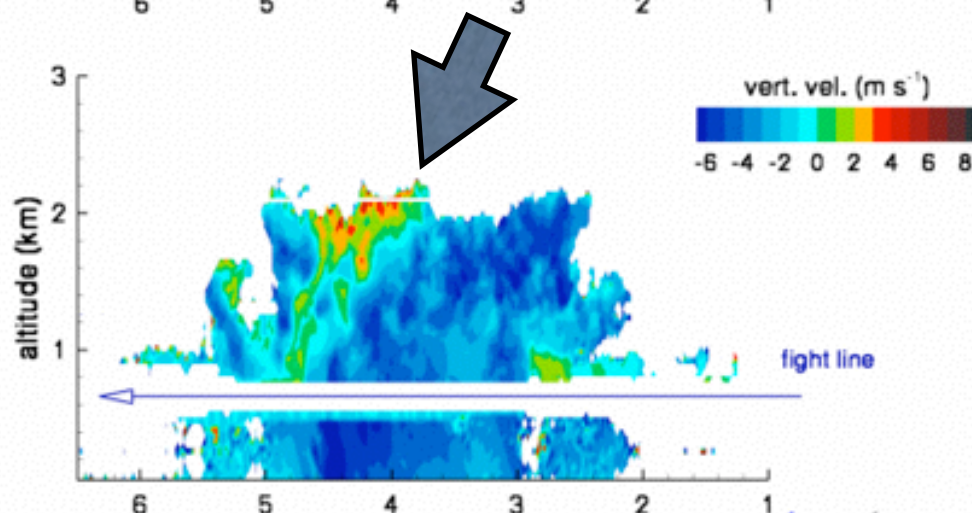 6 5 4 3 2 1
3
vert. vel. (m s⁻¹)
-6 -4 -2 0 2 4 6 8
2
altitude (km)
1
fight line
6 5 4 3 2 1